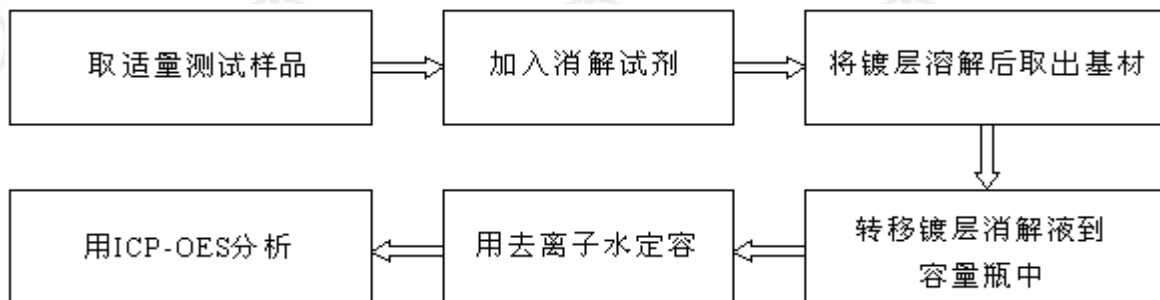 取适量测试样品
加入消解试剂
将镀层溶解后取出基材
转移镀层消解液到
容量瓶中
用去离子水定容
用ICP-OES分析